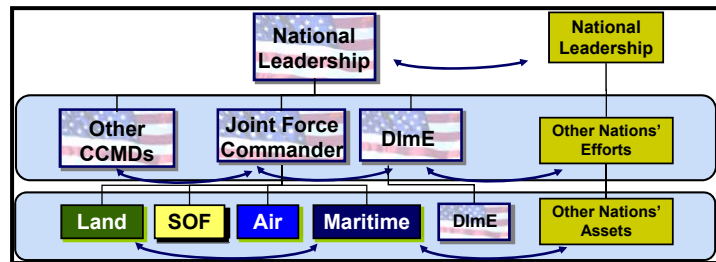 National
Leadership
National
Leadership
Other
CCMDs
Joint Force
Commander
DImE
Other Nations'
Efforts
Land
SOF
Air
Maritime
DImE
Other Nations'
Assets